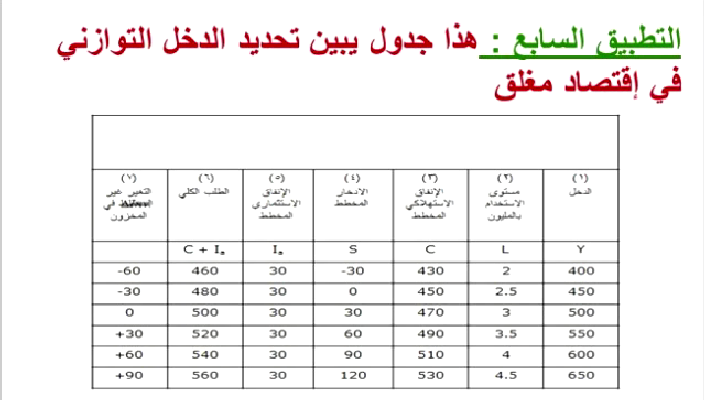 التطبيق السابع : هذا جدول يبين تحديد الدخل التوازني
في إقتصاد مغلق
(١) (٢) (٣) (٤) (٥) (٦) (٧)
الدخل مستوى الإنفاق الادخار الإنفاق الطلب الكلي التغير غير
الاستخدام الاستهلاكي المخطط الاستثماري في
بالمليون المخطط المخطط المخزون
Y L C S I₀ C + I₀
400 2 430 -30 30 460 -60
450 2.5 450 0 30 480 -30
500 3 470 30 30 500 0
550 3.5 490 60 30 520 +30
600 4 510 90 30 540 +60
650 4.5 530 120 30 560 +90